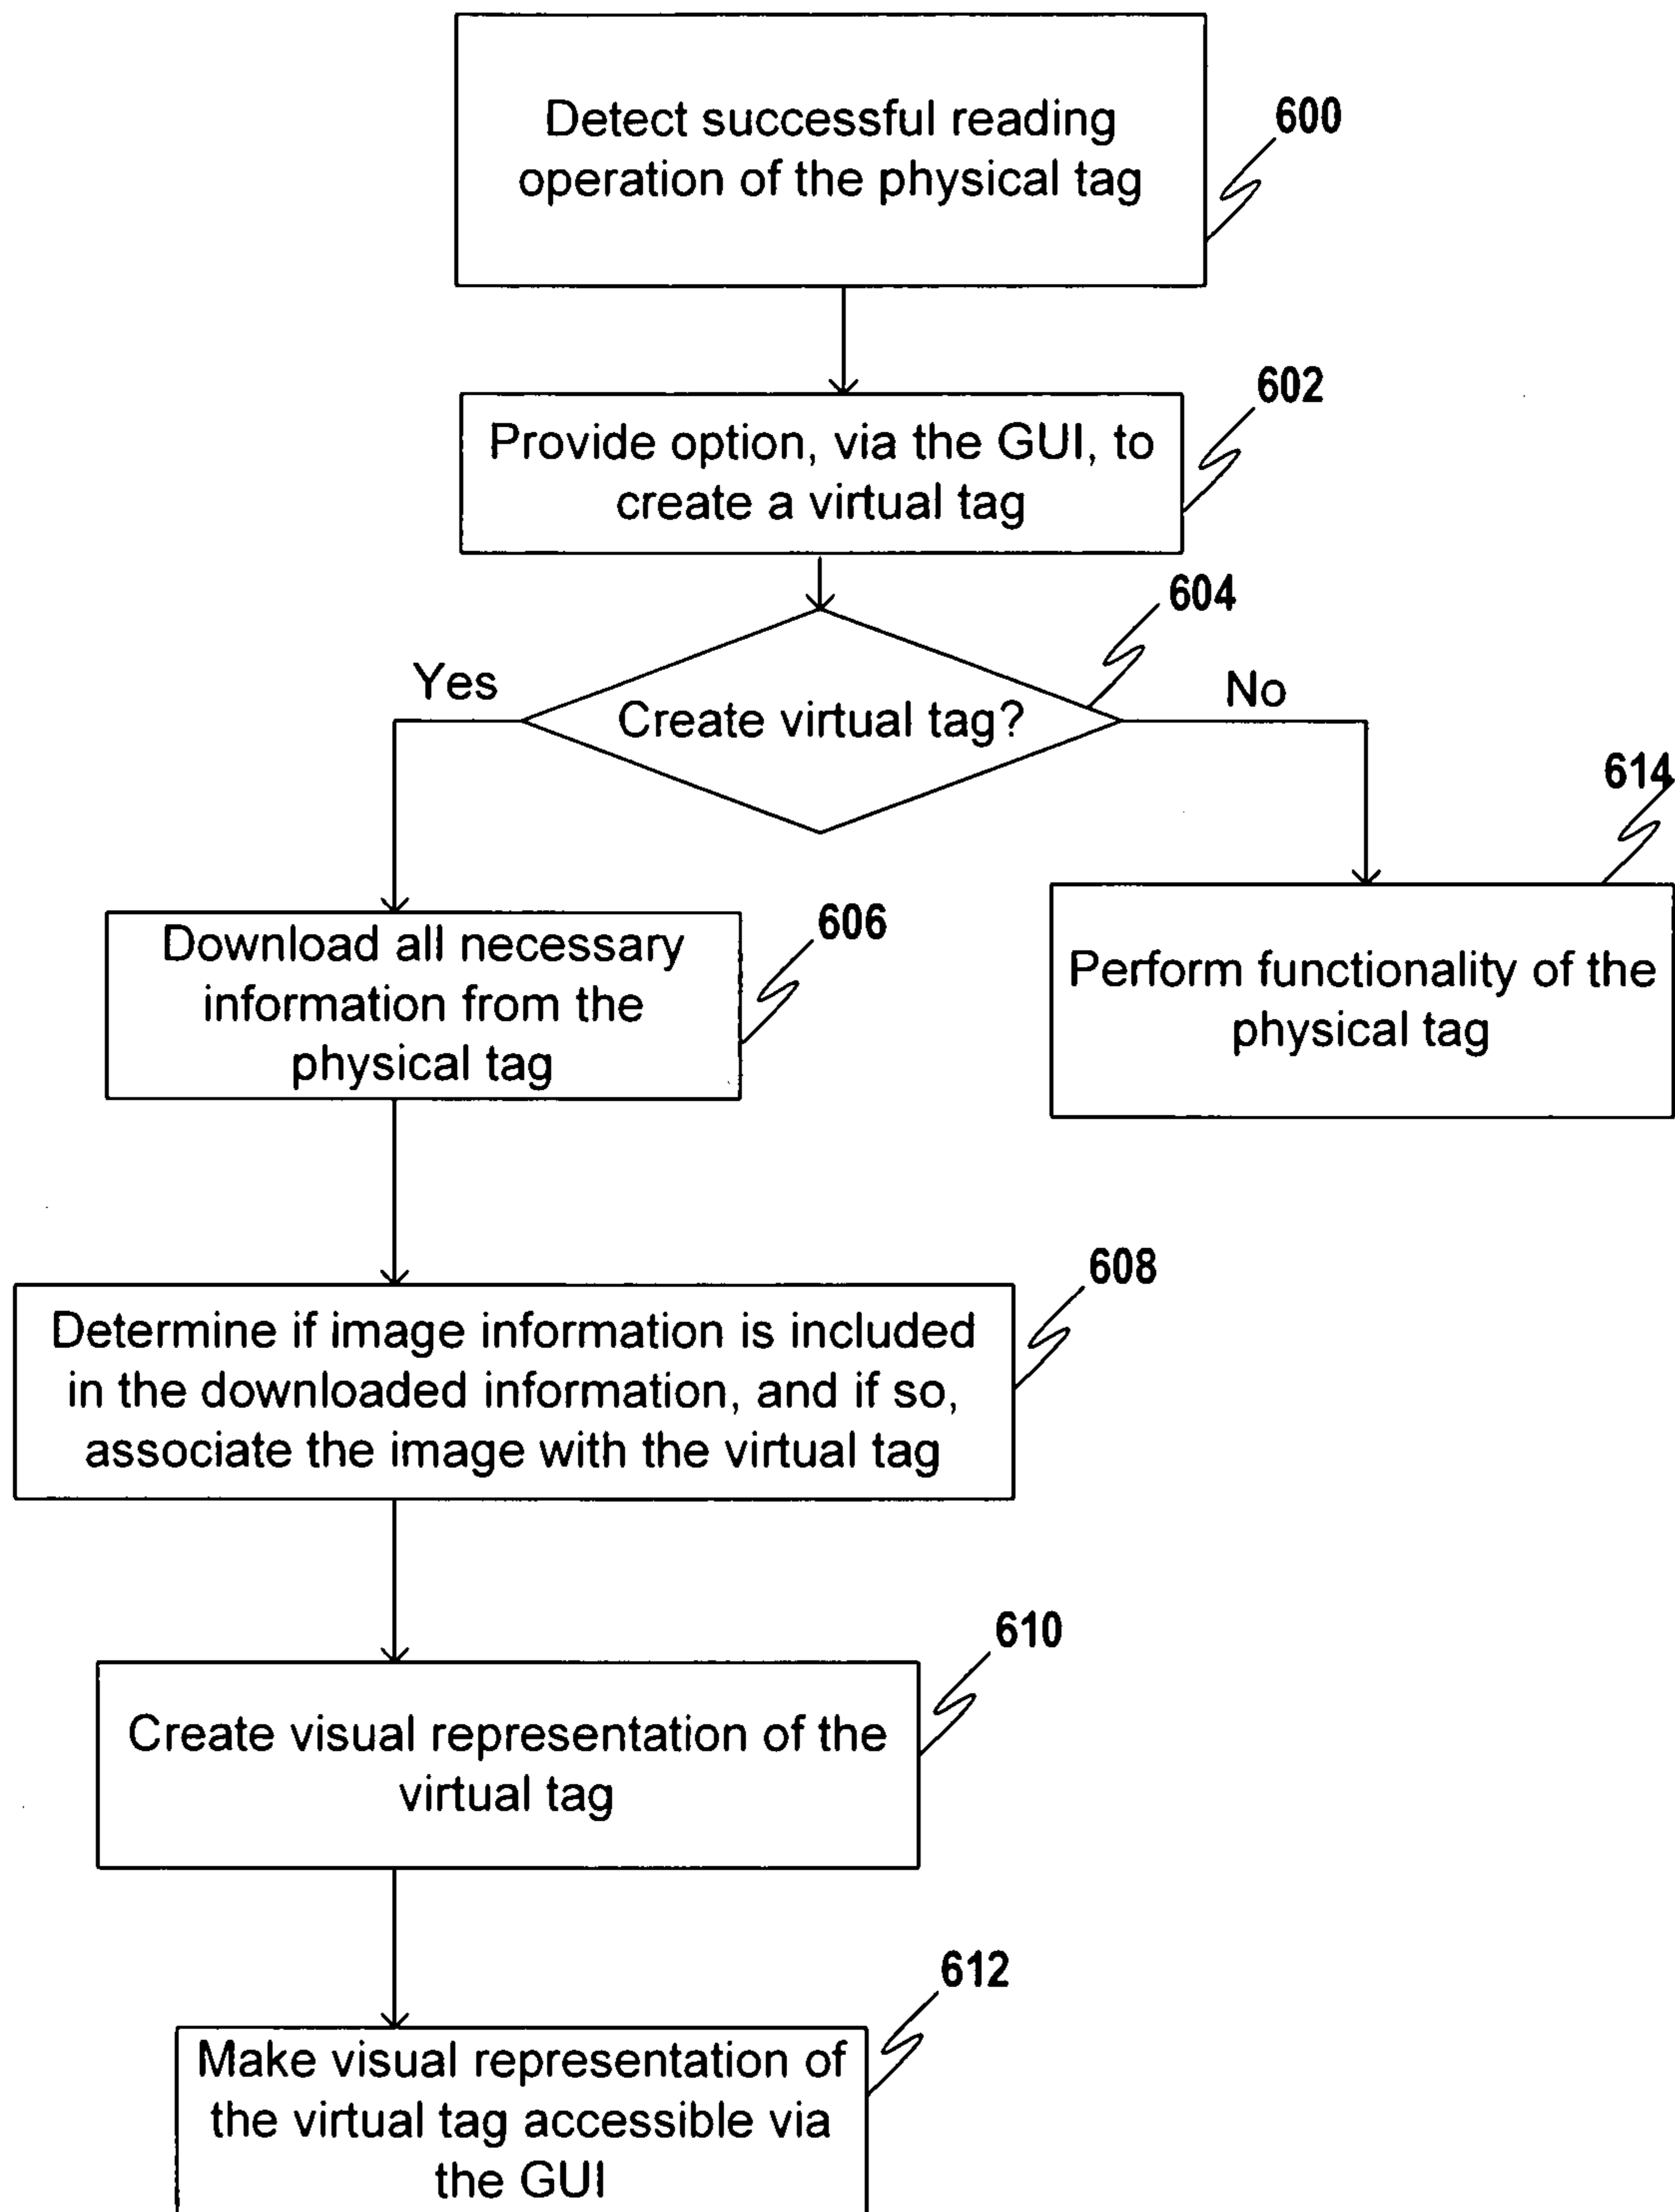 Detect successful reading
operation of the physical tag
600
Provide option, via the GUI, to
create a virtual tag
602
604
Yes
Create virtual tag?
No
614
Download all necessary
information from the
physical tag
606
Perform functionality of the
physical tag
608
Determine if image information is included
in the downloaded information, and if so,
associate the image with the virtual tag
610
Create visual representation of the
virtual tag
612
Make visual representation of
the virtual tag accessible via
the GUI